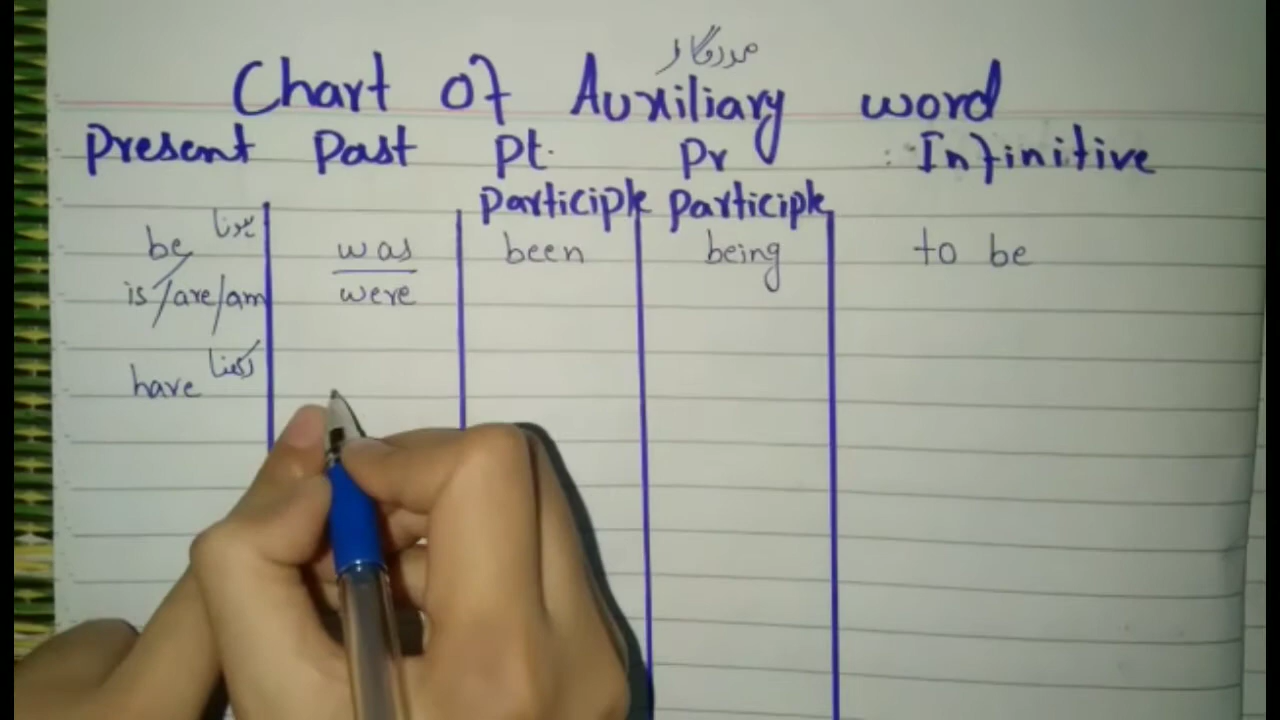 مددگار
Chart of Auxiliary word
Present Past Pt. Pr : Infinitive
Participle Participle
be ہونا was been being to be
is/are/am were
have رکھنا